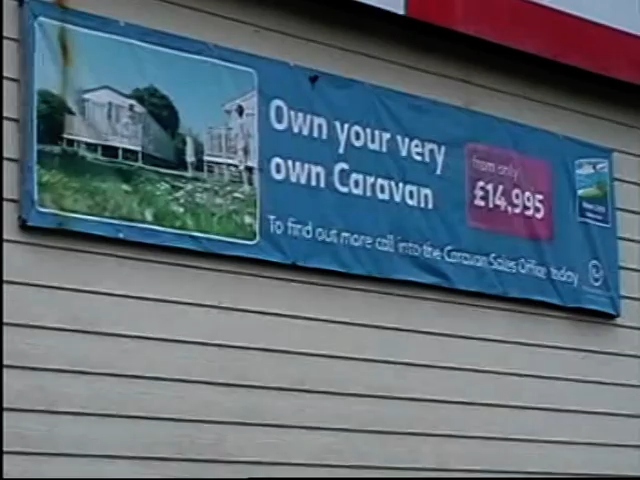 Own your very
own Caravan
from only
£14,995
To find out more call into the Caravan Sales Office today